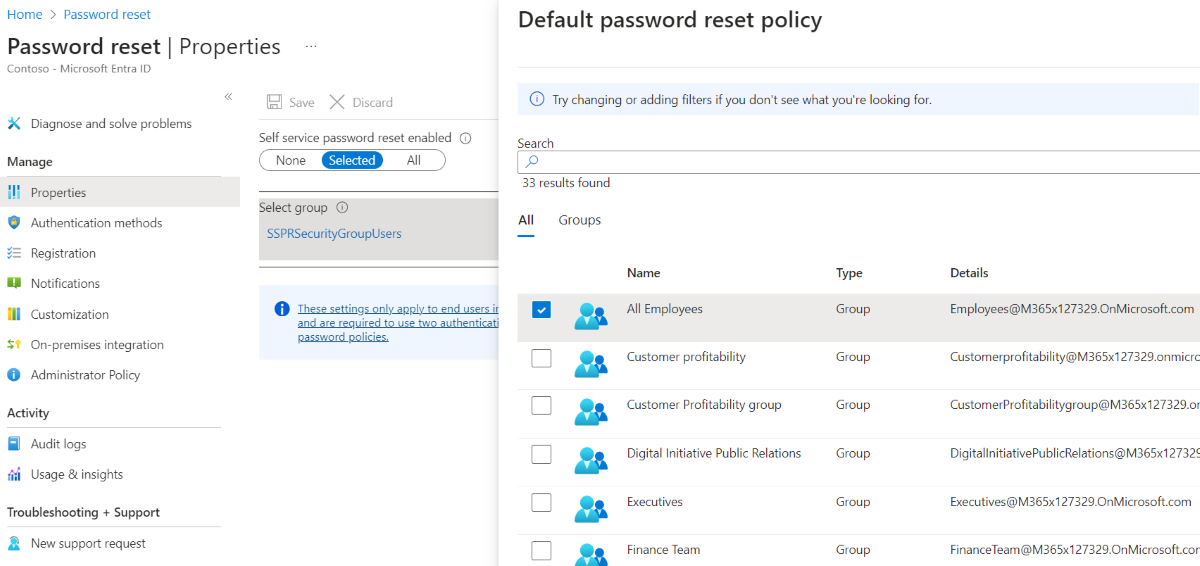 Home > Password reset
Password reset | Properties ...
Contoso - Microsoft Entra ID
«
Diagnose and solve problems
Manage
Properties
Authentication methods
Registration
Notifications
Customization
On-premises integration
Administrator Policy
Activity
Audit logs
Usage & insights
Troubleshooting + Support
New support request
Save Discard
Self service password reset enabled
None Selected All
Select group
SSPRSecurityGroupUsers
These settings only apply to end users in
and are required to use two authenticati
password policies.
Default password reset policy
Try changing or adding filters if you don't see what you're looking for.
Search
33 results found
All Groups
Name Type Details
All Employees Group Employees@M365x127329.OnMicrosoft.com
Customer profitability Group Customerprofitability@M365x127329.onmicro
Customer Profitability group Group CustomerProfitabilitygroup@M365x127329.on
Digital Initiative Public Relations Group DigitalInitiativePublicRelations@M365x127329
Executives Group Executives@M365x127329.OnMicrosoft.com
Finance Team Group FinanceTeam@M365x127329.OnMicrosoft.com